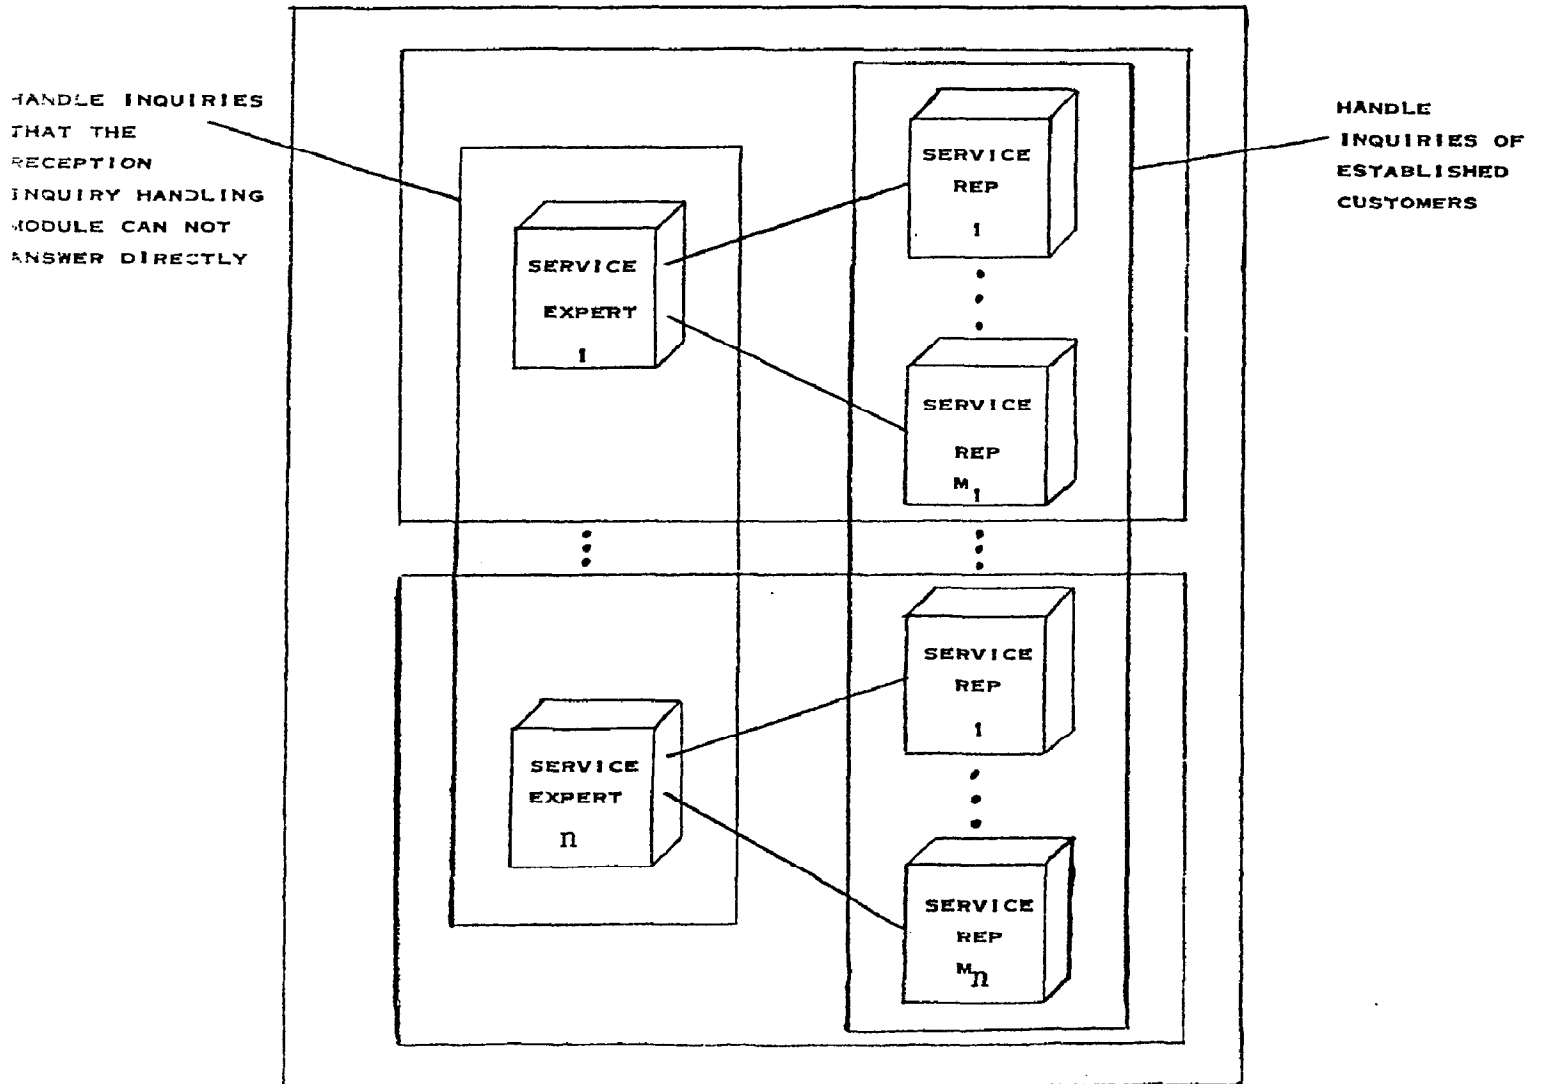 HANDLE INQUIRIES
THAT THE
RECEPTION
INQUIRY HANDLING
MODULE CAN NOT
ANSWER DIRECTLY
SERVICE
EXPERT
1
SERVICE
REP
1
SERVICE
REP
M1
HANDLE
INQUIRIES OF
ESTABLISHED
CUSTOMERS
SERVICE
EXPERT
n
SERVICE
REP
1
SERVICE
REP
Mn